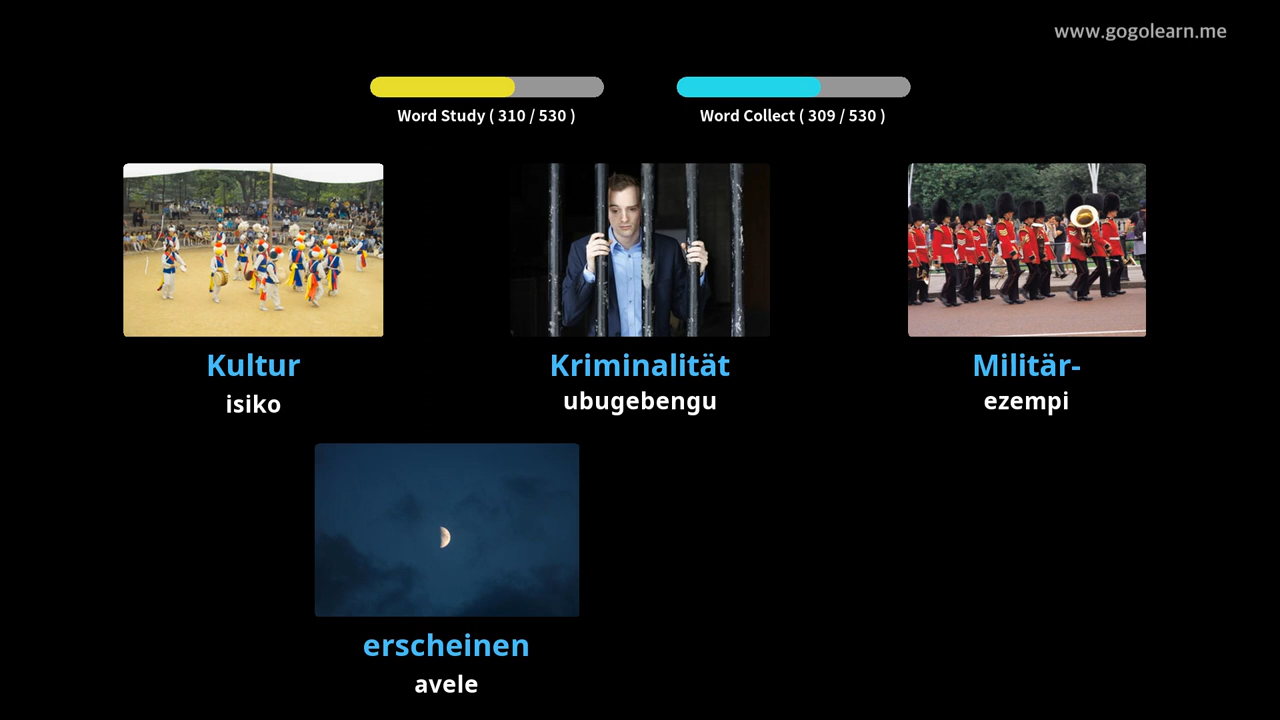 www.gogolearn.me
Word Study ( 310 / 530 )
Word Collect ( 309 / 530 )
Kultur
isiko
Kriminalität
ubugebengu
Militär-
ezempi
erscheinen
avele